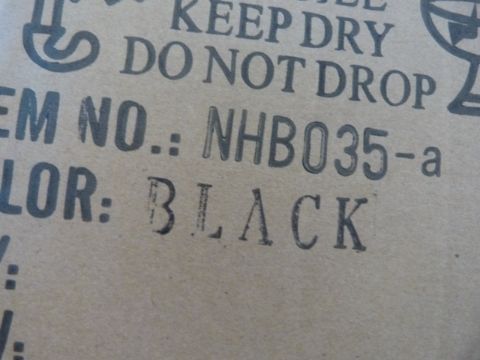 KEEP DRY
DO NOT DROP
EM NO.: NHB035-a
LOR: BLACK